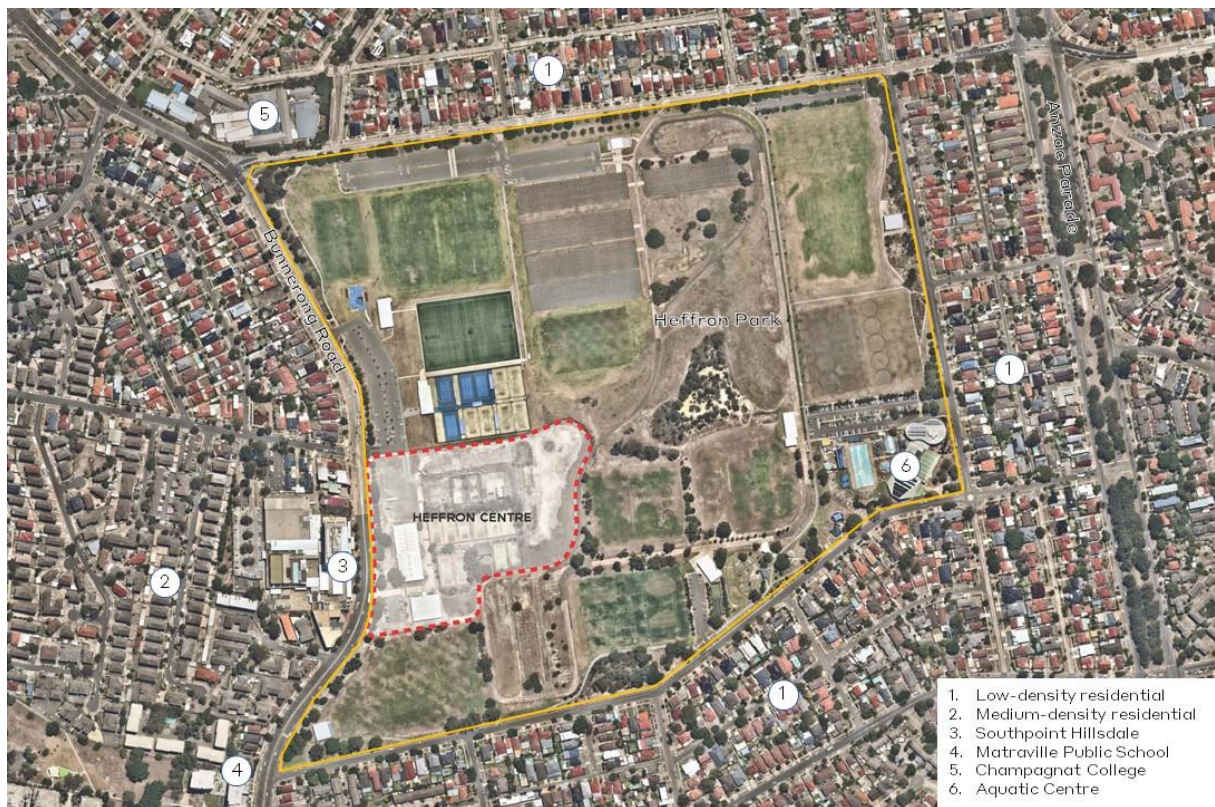 1
5
Anzac Parade
Bunnerong Road
Heffron Park
1
6
HEFFRON CENTRE
3
2
1
4
1. Low-density residential
2. Medium-density residential
3. Southpoint Hillsdale
4. Matraville Public School
5. Champagnat College
6. Aquatic Centre